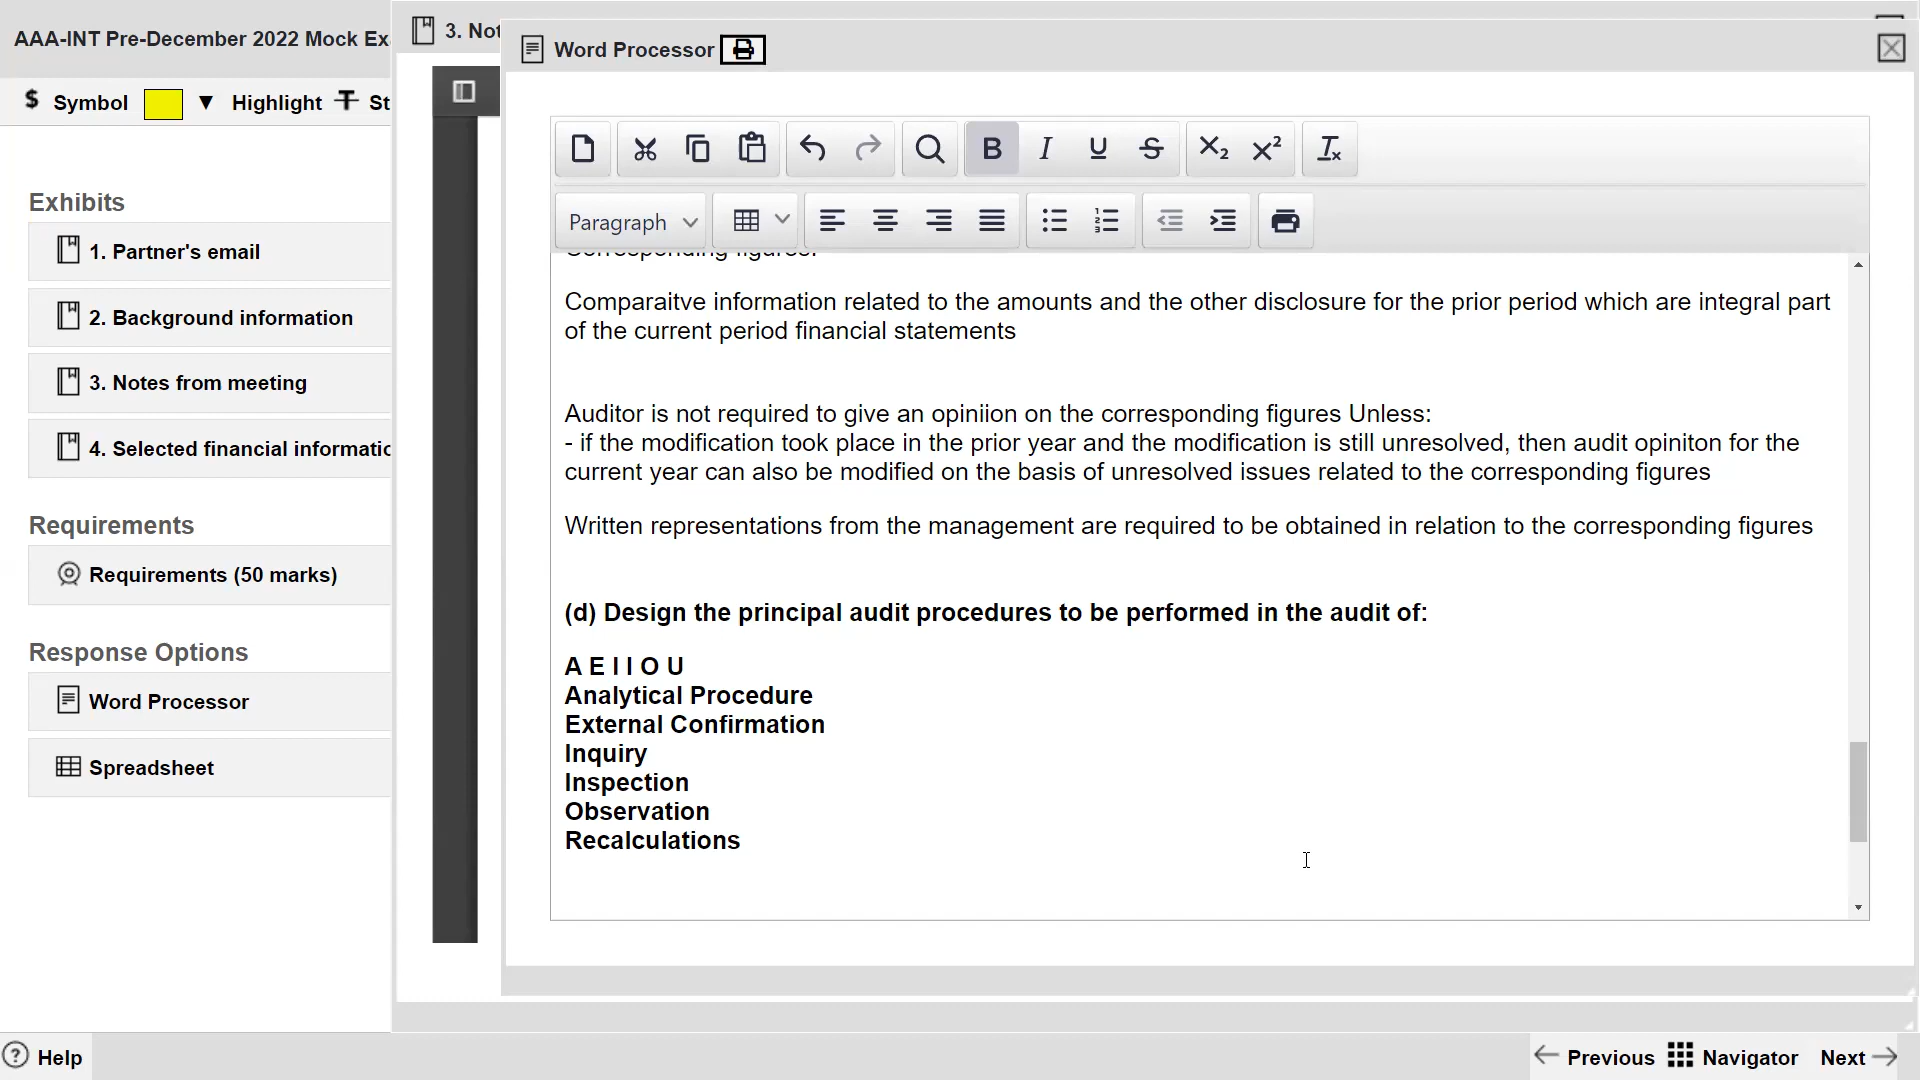 AAA-INT Pre-December 2022 Mock Ex
3. Not
Word Processor
$ Symbol
Highlight
St
Exhibits
1. Partner's email
2. Background information
3. Notes from meeting
4. Selected financial informatio
Requirements
Requirements (50 marks)
Response Options
Word Processor
Spreadsheet
Paragraph
Corresponding figures:
Comparaitve information related to the amounts and the other disclosure for the prior period which are integral part
of the current period financial statements
Auditor is not required to give an opiniion on the corresponding figures Unless:
- if the modification took place in the prior year and the modification is still unresolved, then audit opiniton for the
current year can also be modified on the basis of unresolved issues related to the corresponding figures
Written representations from the management are required to be obtained in relation to the corresponding figures
(d) Design the principal audit procedures to be performed in the audit of:
A E I I O U
Analytical Procedure
External Confirmation
Inquiry
Inspection
Observation
Recalculations
Help
Previous
Navigator
Next